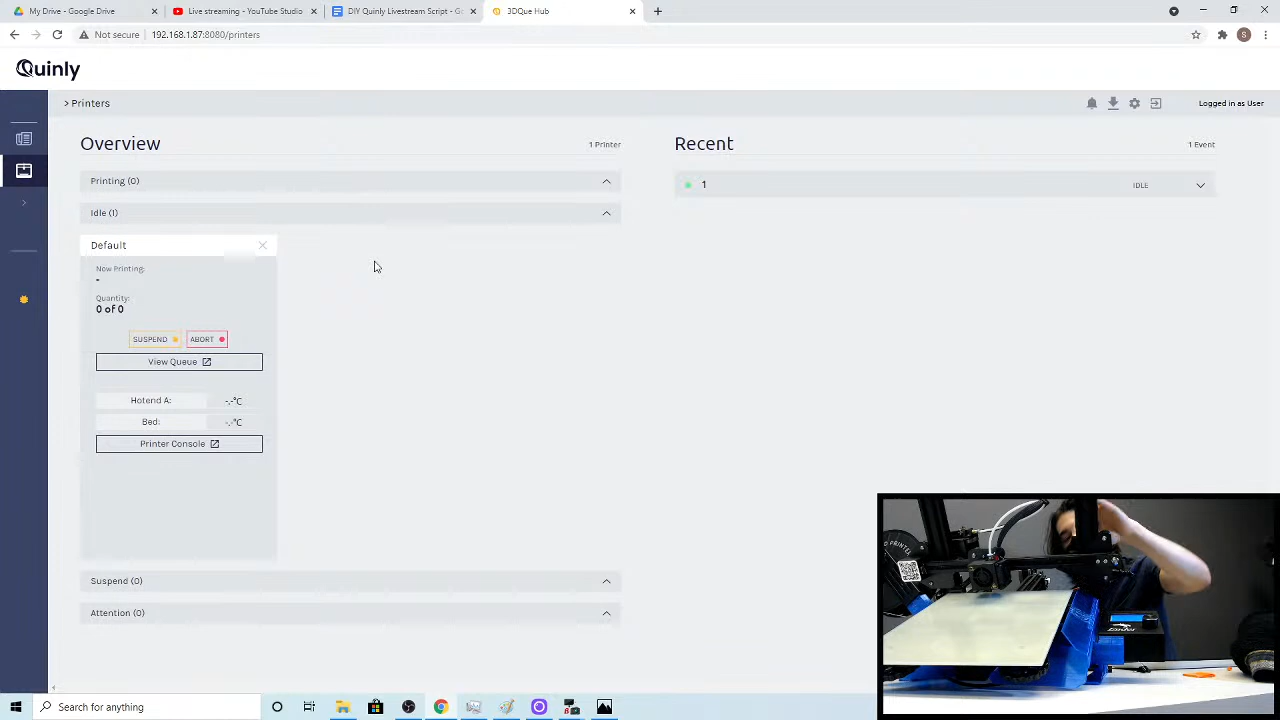 My Drive - Google Drive
Live streaming - YouTube Studio
DIY Quinly Livestream Script - Go
3DQue Hub
Not secure
192.168.1.87:8080/printers
S
Quinly
> Printers
Logged in as User
Overview
1 Printer
Recent
1 Event
Printing (0)
1
IDLE
Idle (1)
Default
Now Printing:
-
Quantity:
0 of 0
SUSPEND
ABORT
View Queue
Hotend A:
-.-°C
Bed:
-.-°C
Printer Console
Suspend (0)
Attention (0)
PRINTER
Search for anything